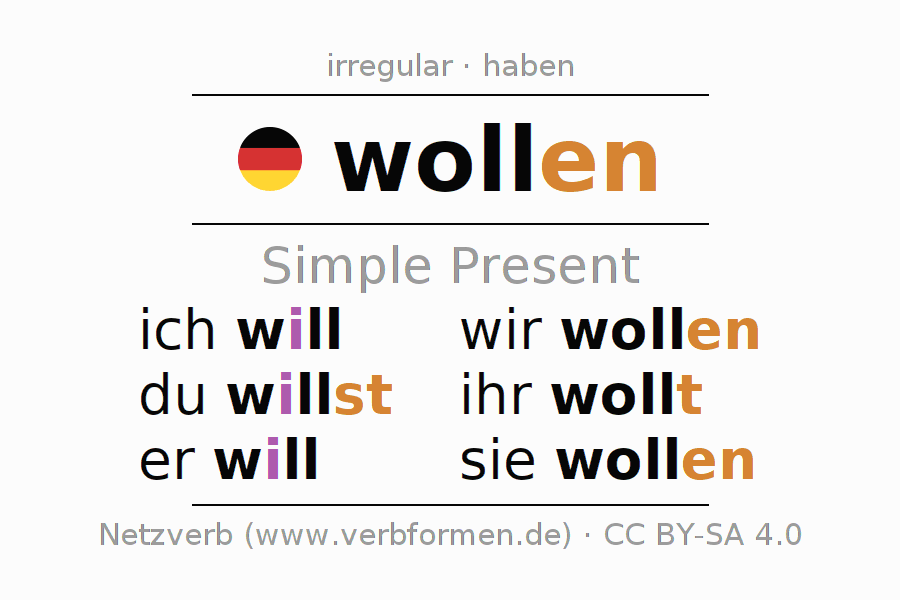 irregular · haben
wollen
Simple Present
ich will wir wollen
du willst ihr wollt
er will sie wollen
Netzverb (www.verbformen.de) · CC BY-SA 4.0